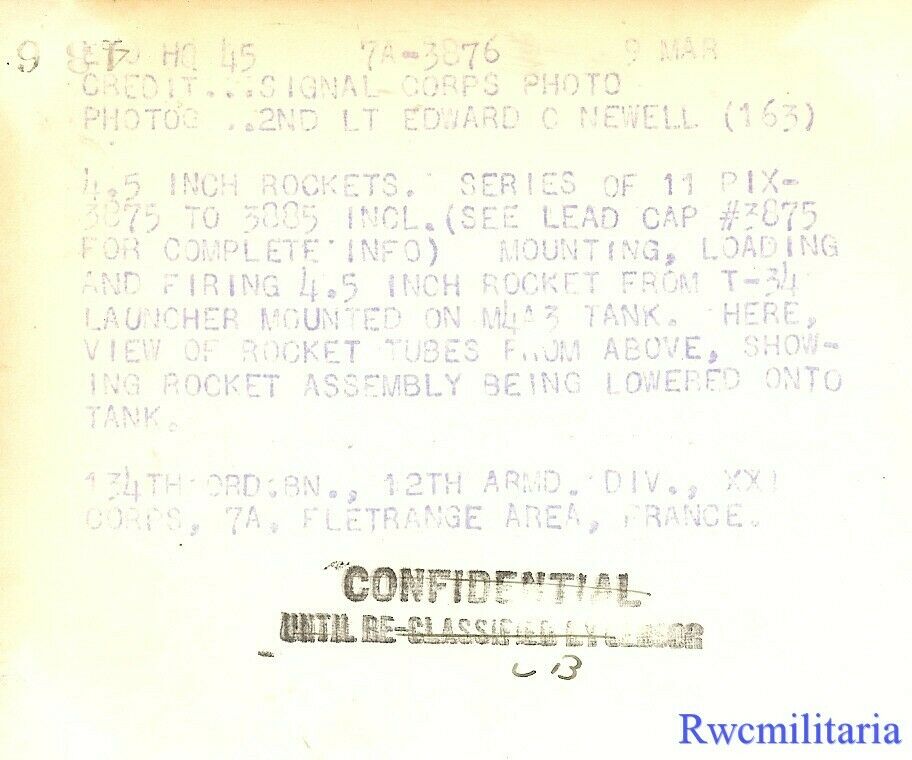 ETO HQ 45 7A-3876 9 MAR
CREDIT...SIGNAL CORPS PHOTO
PHOTOG ..2ND LT EDWARD C NEWELL (163)
4.5 INCH ROCKETS. SERIES OF 11 PIX-
3875 TO 3885 INCL.(SEE LEAD CAP #3875
FOR COMPLETE INFO) MOUNTING, LOADING
AND FIRING 4.5 INCH ROCKET FROM T-34
LAUNCHER MOUNTED ON M4A3 TANK. HERE,
VIEW OF ROCKET TUBES FROM ABOVE, SHOW-
ING ROCKET ASSEMBLY BEING LOWERED ONTO
TANK.
134TH ORD.BN., 12TH ARMD. DIV., XXI
CORPS, 7A, FLETRANGE AREA, FRANCE.
CONFIDENTIAL
UNTIL RE-CLASSIFIED BY CENSOR
CB
Rwcmilitaria